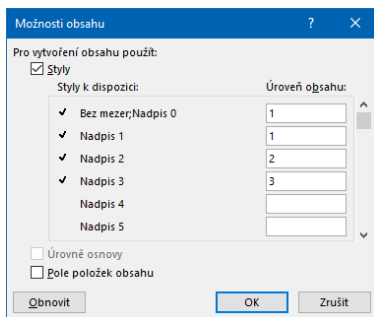 Možnosti obsahu ? ×
Pro vytvoření obsahu použít:
Styly
Styly k dispozici: Úroveň obsahu:
Bez mezer;Nadpis 0 1
Nadpis 1 1
Nadpis 2 2
Nadpis 3 3
Nadpis 4
Nadpis 5
Úrovně osnovy
Pole položek obsahu
Obnovit OK Zrušit